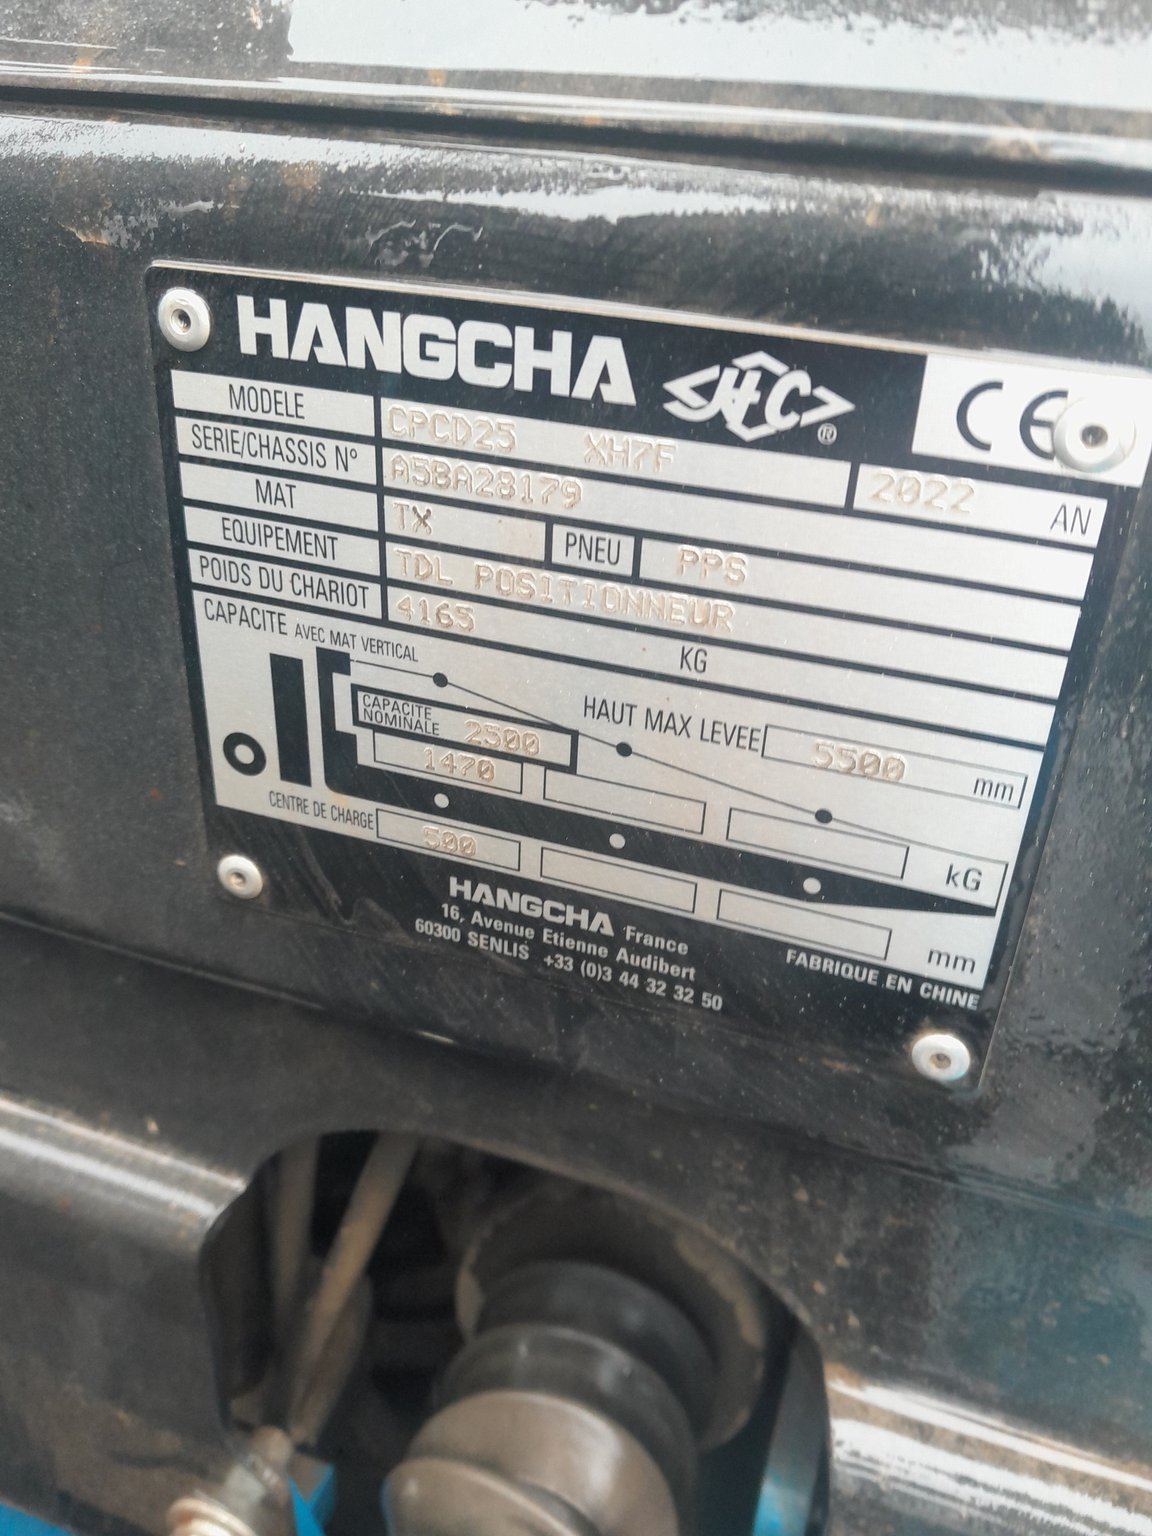 HANGCHA HC ®
CE
MODELE CPCD25 XH7F 2022 AN
SERIE/CHASSIS N° A5BA28179
MAT TX PNEU PPS
EQUIPEMENT TDL POSITIONNEUR
POIDS DU CHARIOT 4165 KG
CAPACITE AVEC MAT VERTICAL
HAUT MAX LEVEE 5500 mm
CAPACITE
NOMINALE 2500
1470 kG
CENTRE DE CHARGE 500 mm
HANGCHA France
16, Avenue Etienne Audibert
60300 SENLIS +33 (0)3 44 32 32 50
FABRIQUE EN CHINE